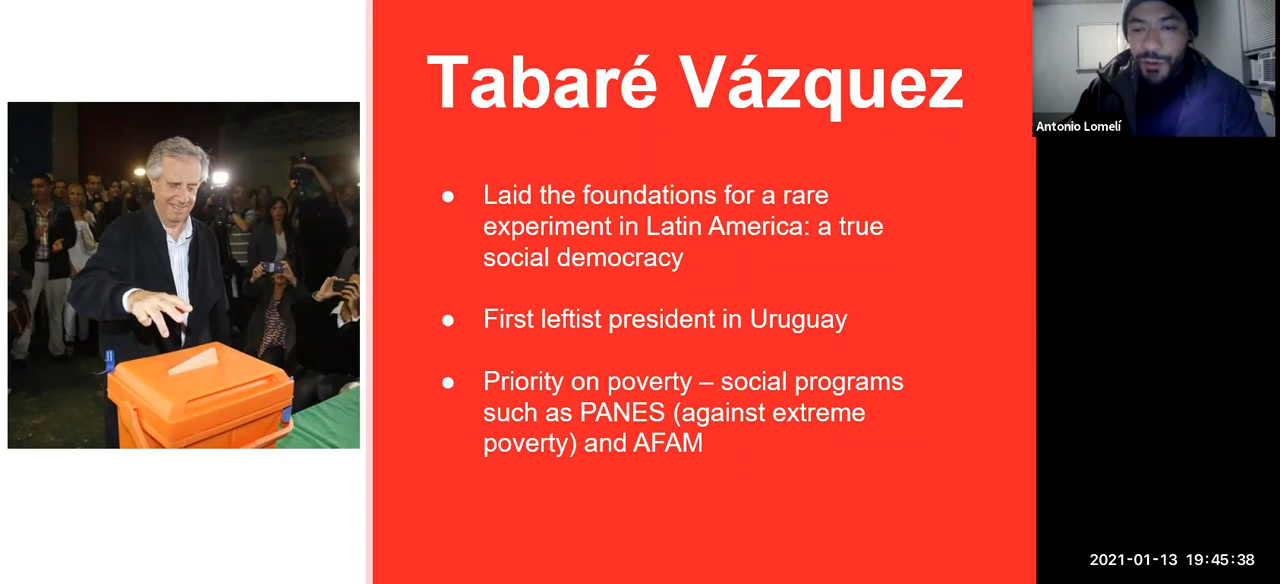 Tabaré Vázquez
● Laid the foundations for a rare
experiment in Latin America: a true
social democracy
● First leftist president in Uruguay
● Priority on poverty – social programs
such as PANES (against extreme
poverty) and AFAM
Antonio Lomelí
2021-01-13 19:45:38